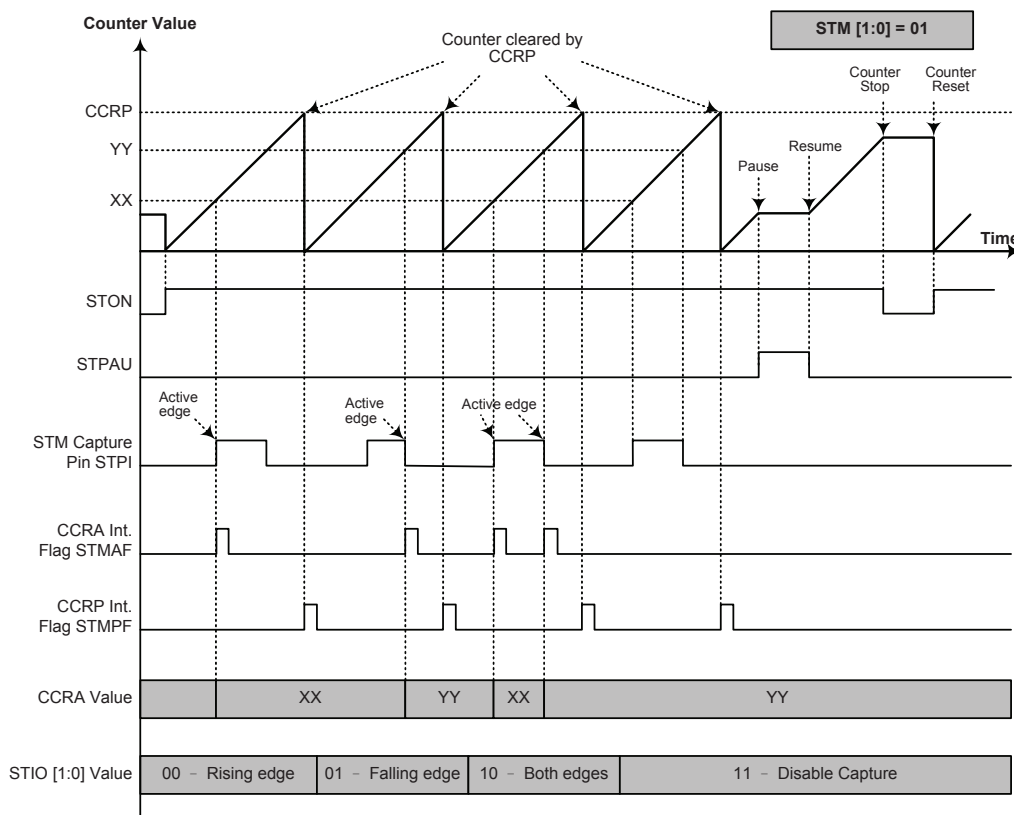 Counter Value
STM [1:0] = 01
Counter cleared by
CCRP
Counter
Stop
Counter
Reset
CCRP
YY
Resume
Pause
XX
Time
STON
STPAU
Active
edge
Active
edge
Active edge
STM Capture
Pin STPI
CCRA Int.
Flag STMAF
CCRP Int.
Flag STMPF
CCRA Value
XX
YY
XX
YY
STIO [1:0] Value
00 - Rising edge
01 - Falling edge
10 - Both edges
11 - Disable Capture